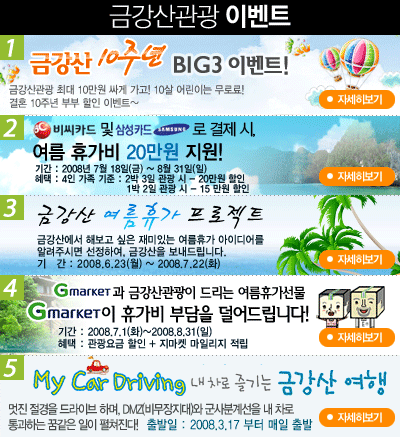 금강산관광 이벤트
1
금강산 10주년 BIG3 이벤트!
금강산관광 최대 10만원 싸게 가고! 10살 어린이는 무료료!
결혼 10주년 부부 할인 이벤트~
자세히보기
2
비씨카드 및 삼성카드 SAMSUNG 로 결제 시,
여름 휴가비 20만원 지원!
기간 : 2008년 7월 18일(금) ~ 8월 31일(일)
혜택 : 4인 가족 기준 : 2박 3일 관광 시 - 20만원 할인
1박 2일 관광 시 - 15 만원 할인
자세히보기
3
금강산 여름휴가 프로젝트
금강산에서 해보고 싶은 재미있는 여름휴가 아이디어를
알려주시면 선정하여, 금강산을 보내드립니다.
기 간 : 2008.6.23(월) ~ 2008.7.22(화)
자세히보기
4
Gmarket과 금강산관광이 드리는 여름휴가선물
Gmarket이 휴가비 부담을 덜어드립니다!
기간 : 2008.7.1(화)~2008.8.31(일)
혜택 : 관광요금 할인 + 지마켓 마일리지 적립
자세히보기
5
My Car Driving 내 차로 즐기는 금강산 여행
멋진 절경을 드라이브 하며, DMZ(비무장지대)와 군사분계선을 내 차로
통과하는 꿈같은 일이 펼쳐진다! 출발일 : 2008.3.17 부터 매일 출발
자세히보기